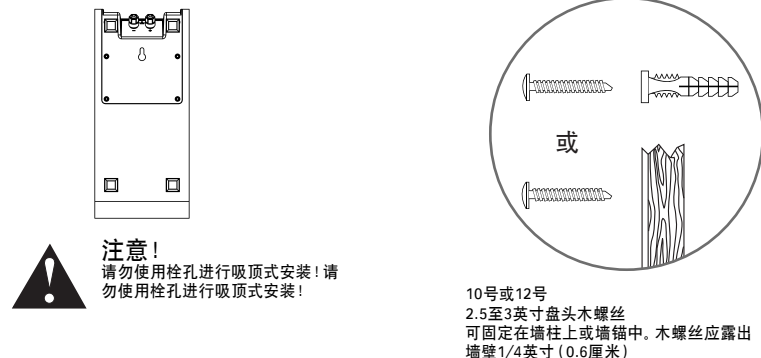 注意!
请勿使用栓孔进行吸顶式安装!请
勿使用栓孔进行吸顶式安装!
或
10号或12号
2.5至3英寸盘头木螺丝
可固定在墙柱上或墙锚中。木螺丝应露出
墙壁1/4英寸(0.6厘米)